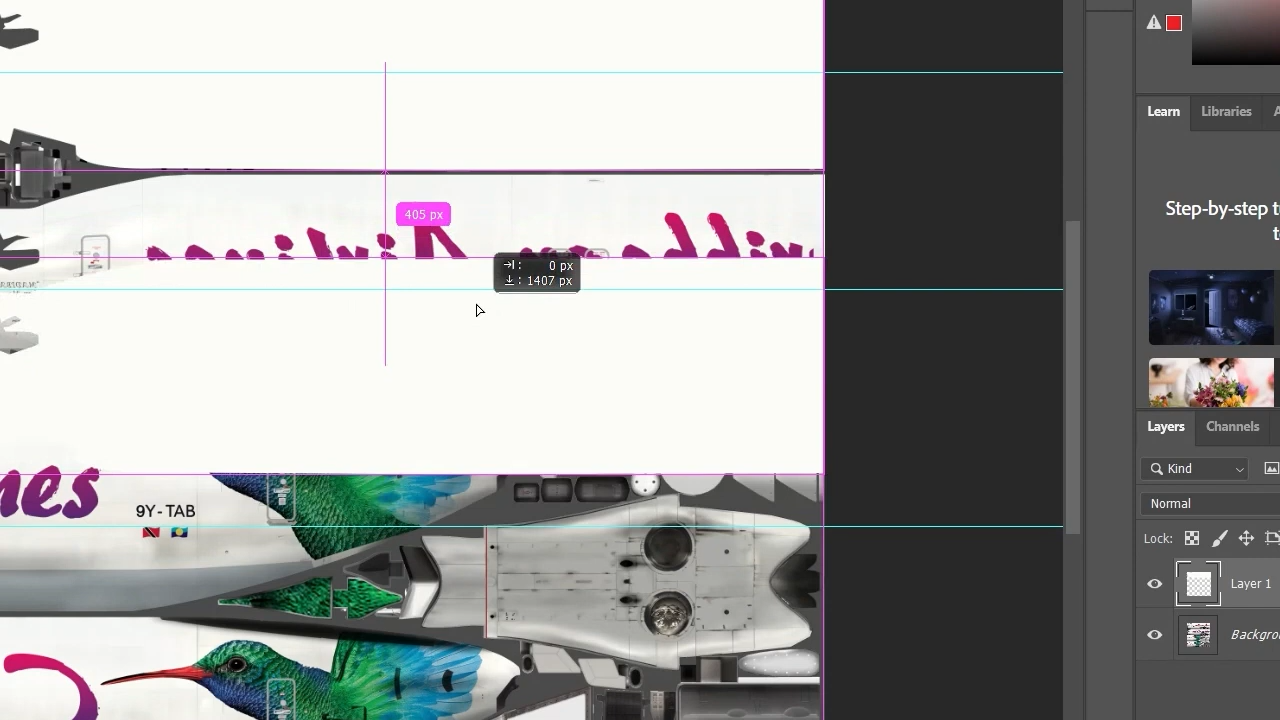 Learn
Libraries
A
405 px
Step-by-step t
t
→| : 0 px
↓ : 1407 px
Layers
Channels
Kind
nes
9Y-TAB
Normal
Lock:
Layer 1
Backgro